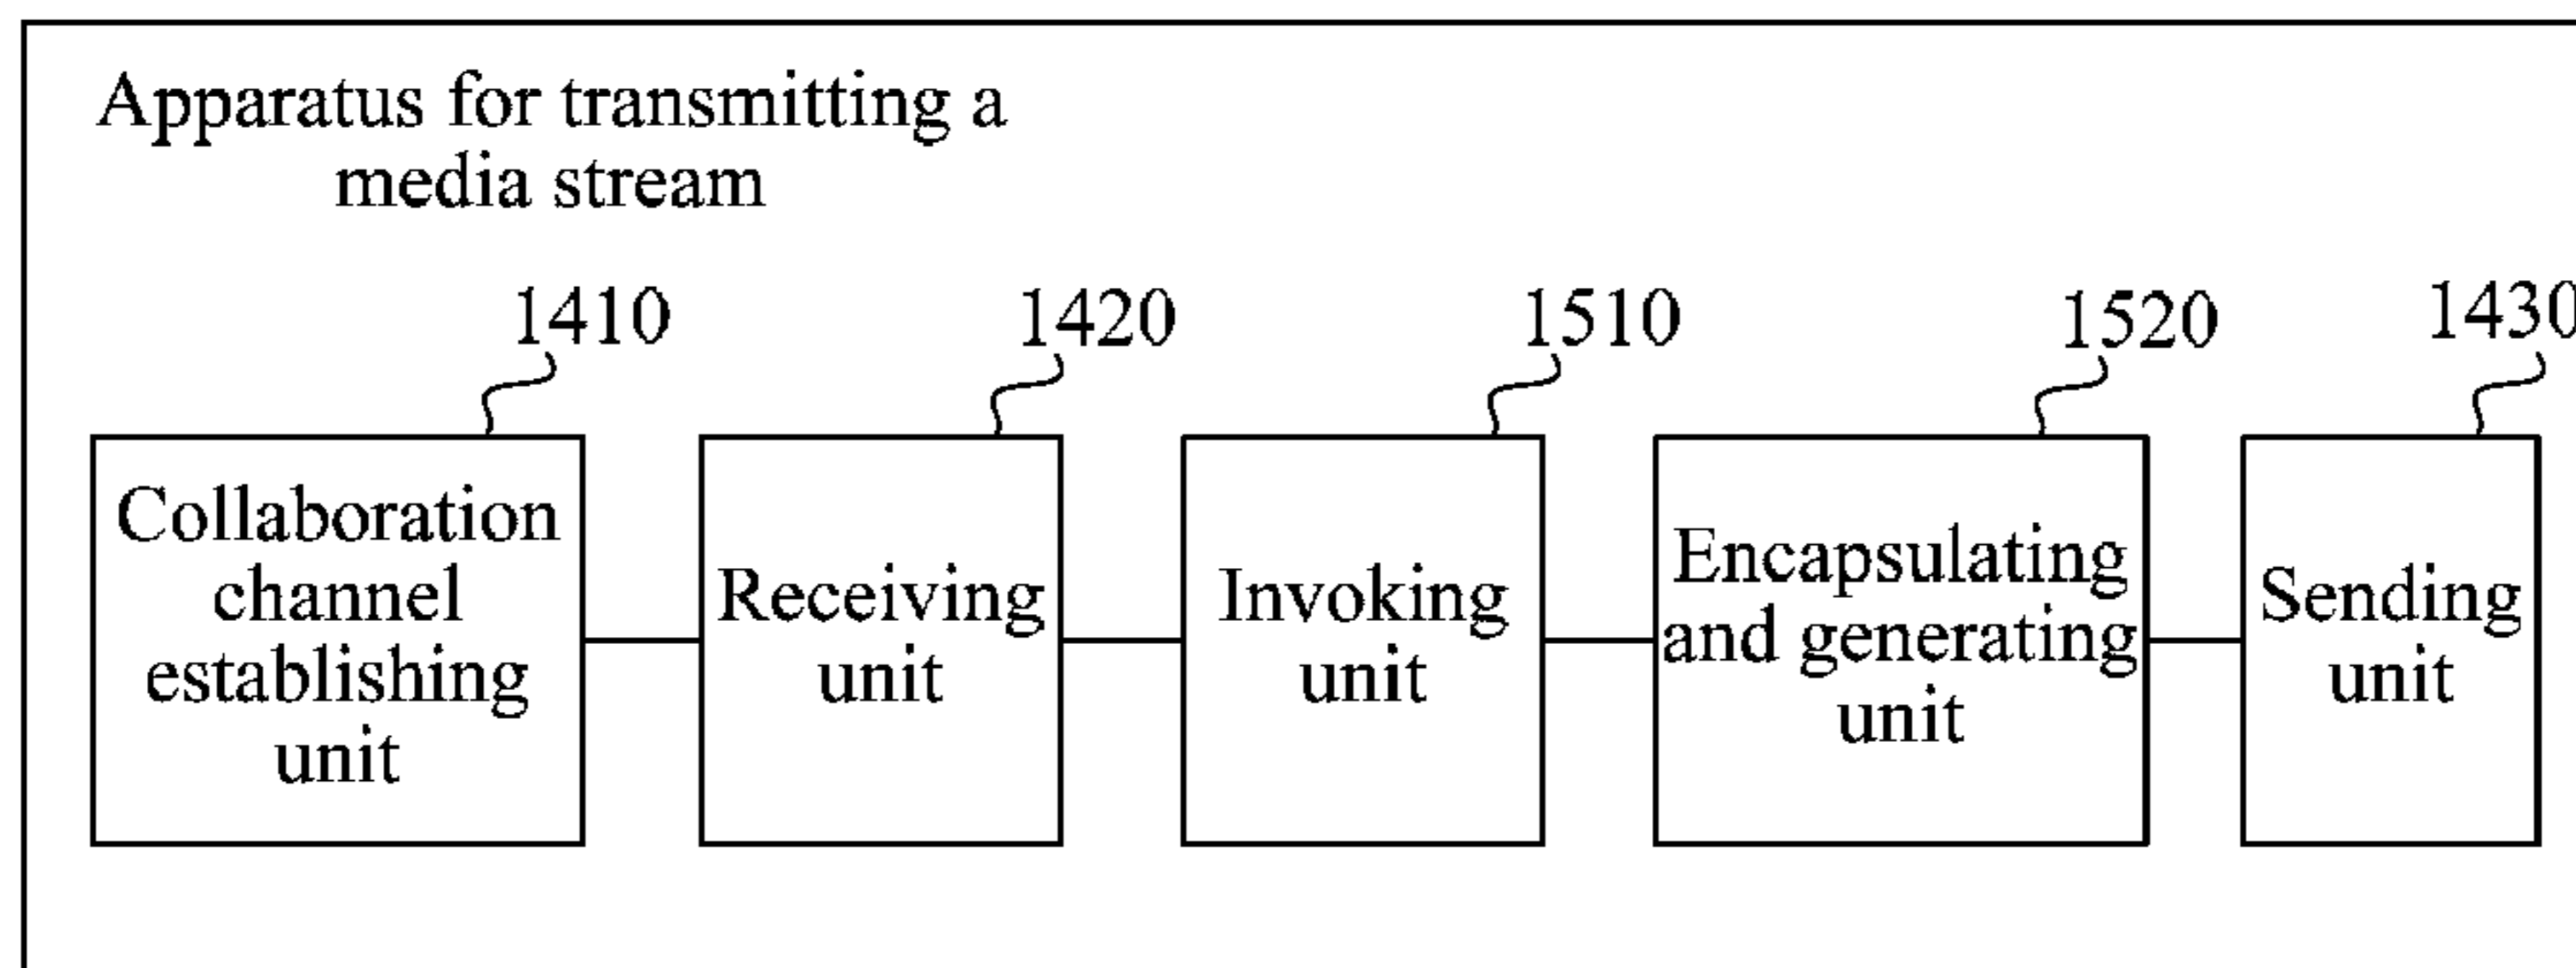 Apparatus for transmitting a
media stream
1410
1420
1510
1520
1430
Collaboration
channel
establishing
unit
Receiving
unit
Invoking
unit
Encapsulating
and generating
unit
Sending
unit